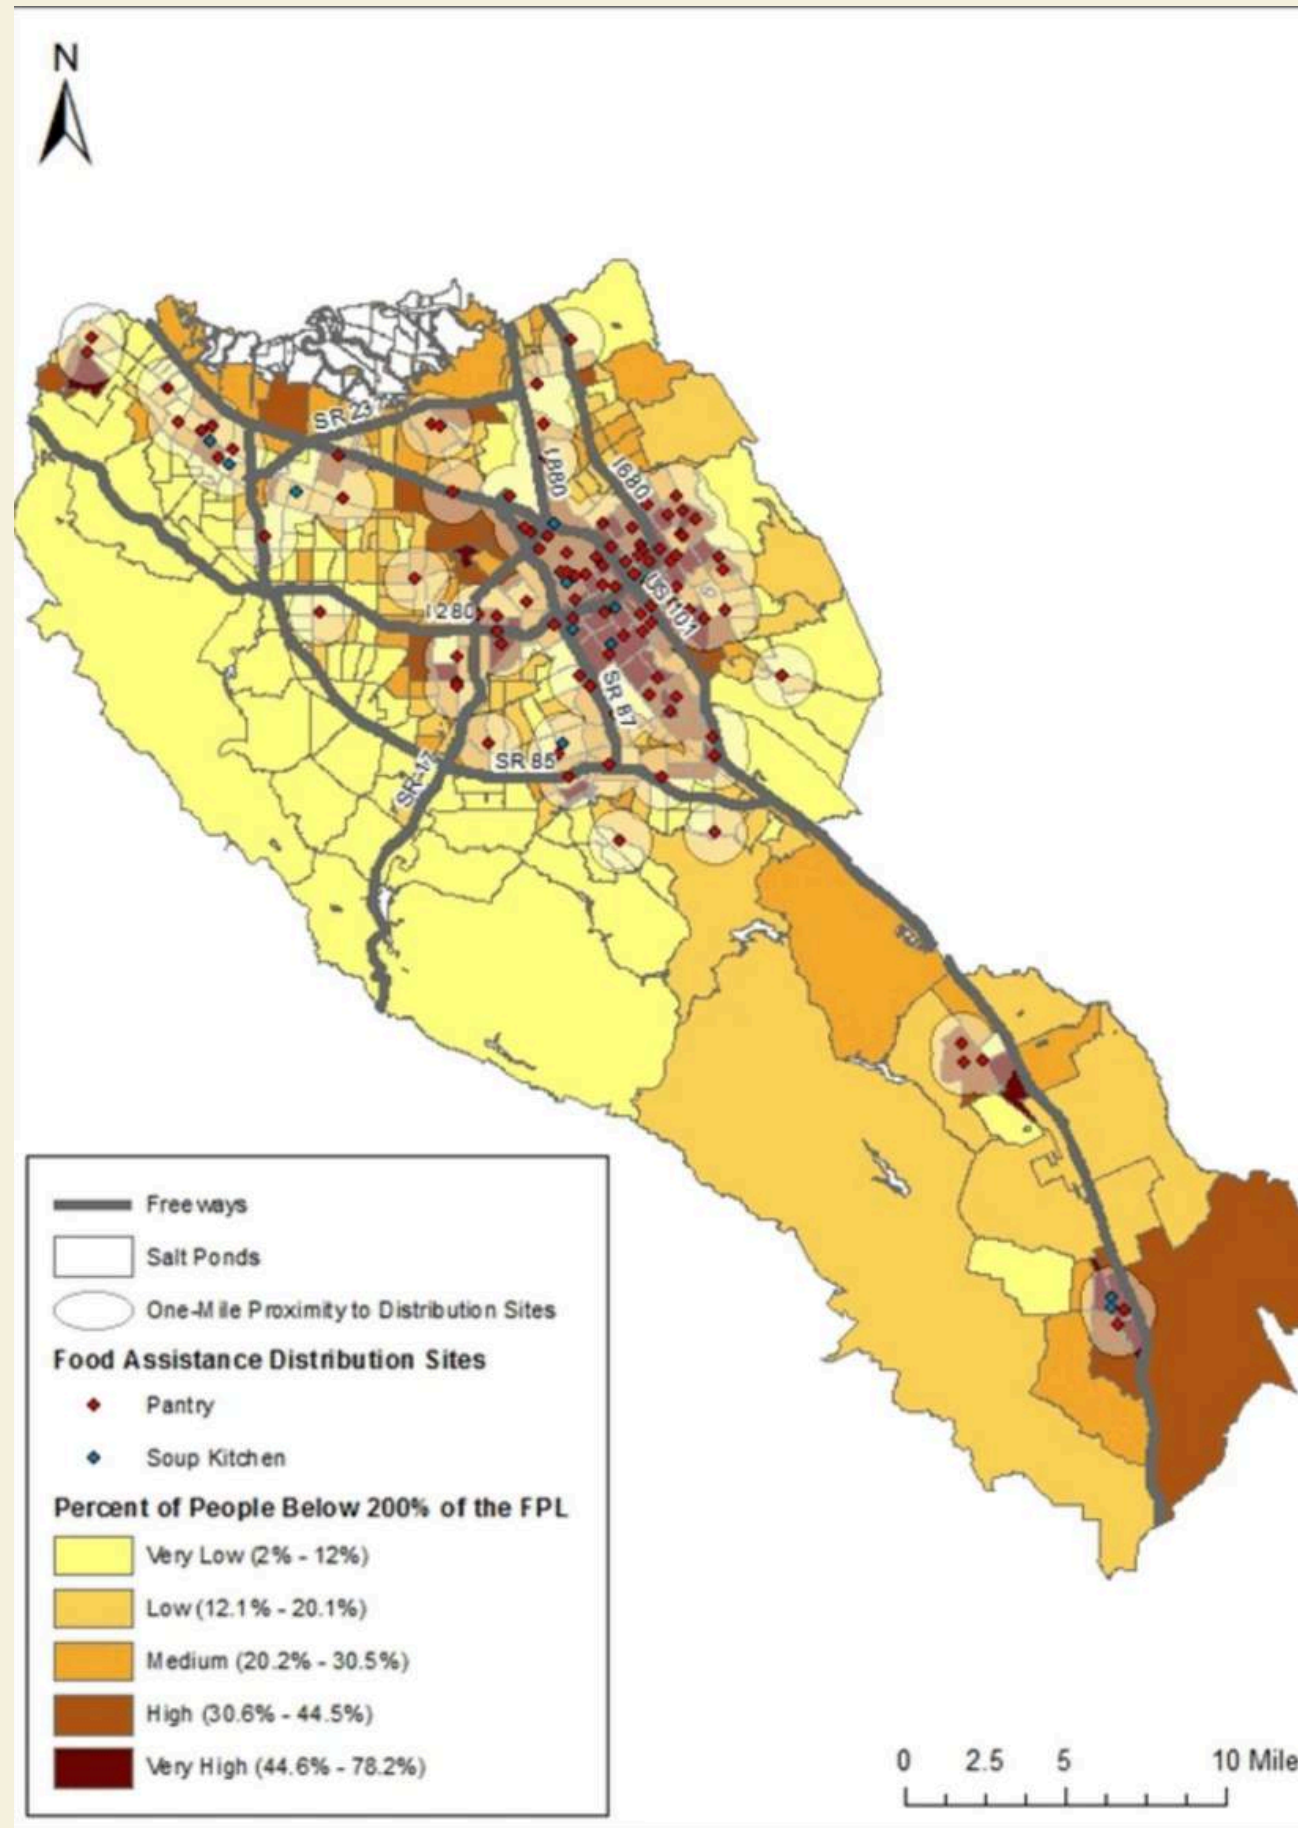 N
SR 237
I 880
I 680
US 101
I 280
SR 87
SR 85
SR-17
Freeways
Salt Ponds
One-Mile Proximity to Distribution Sites
Food Assistance Distribution Sites
Pantry
Soup Kitchen
Percent of People Below 200% of the FPL
Very Low (2% - 12%)
Low (12.1% - 20.1%)
Medium (20.2% - 30.5%)
High (30.6% - 44.5%)
Very High (44.6% - 78.2%)
0 2.5 5 10 Mile